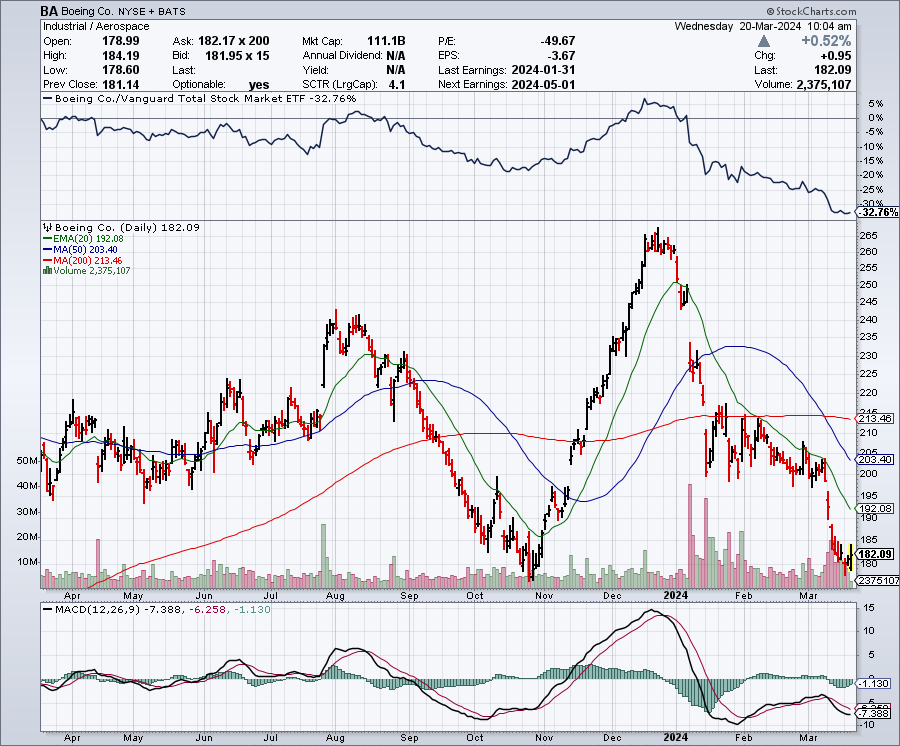 BA Boeing Co. NYSE + BATS © StockCharts.com
Industrial / Aerospace Wednesday 20-Mar-2024 10:04 am
Open: 178.99 Ask: 182.17 x 200 Mkt Cap: 111.1B P/E: -49.67 +0.52%
High: 184.19 Bid: 181.95 x 15 Annual Dividend: N/A EPS: -3.67 Chg: +0.95
Low: 178.60 Last: Yield: N/A Last Earnings: 2024-01-31 Last: 182.09
Prev Close: 181.14 Optionable: yes SCTR (LrgCap): 4.1 Next Earnings: 2024-05-01 Volume: 2,375,107
Boeing Co./Vanguard Total Stock Market ETF -32.76%
5%
0%
-5%
-10%
-15%
-20%
-25%
-30%
-32.76%
Boeing Co. (Daily) 182.09
EMA(20) 192.08
MA(50) 203.40
MA(200) 213.46
Volume 2,375,107
265
260
255
250
245
240
235
230
225
220
215
213.46
210
205
203.40
200
195
192.08
190
185
182.09
180
2375107
50M
40M
30M
20M
10M
Apr May Jun Jul Aug Sep Oct Nov Dec 2024 Feb Mar
MACD(12,26,9) -7.388, -6.258, -1.130
15
10
5
0
-1.130
-5
-6.258
-7.388
-10
Apr May Jun Jul Aug Sep Oct Nov Dec 2024 Feb Mar